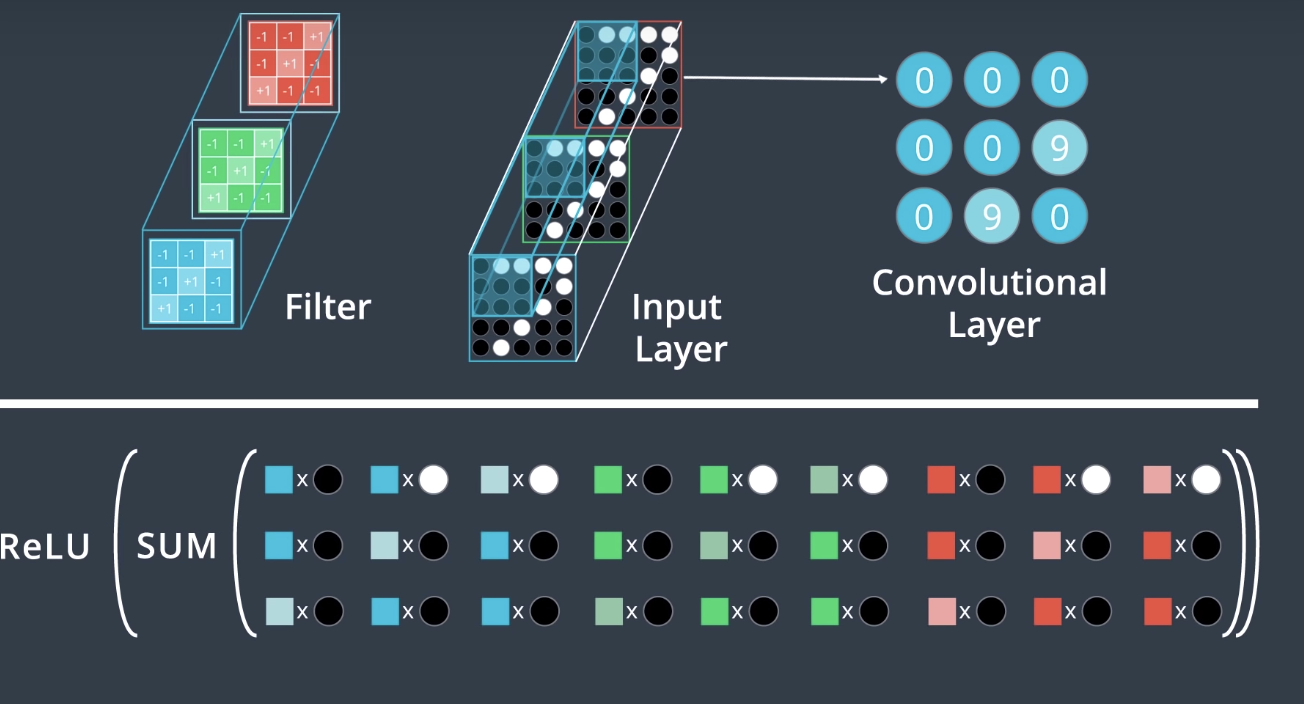 -1 -1 +1
-1 +1 -1
+1 -1 -1
-1 -1 +1
-1 +1 -1
+1 -1 -1
-1 -1 +1
-1 +1 -1
+1 -1 -1
Filter
Input
Layer
0 0 0
0 0 9
0 9 0
Convolutional
Layer
x x x x x x x x x
ReLU ( SUM ( x x x x x x x x x ))
x x x x x x x x x